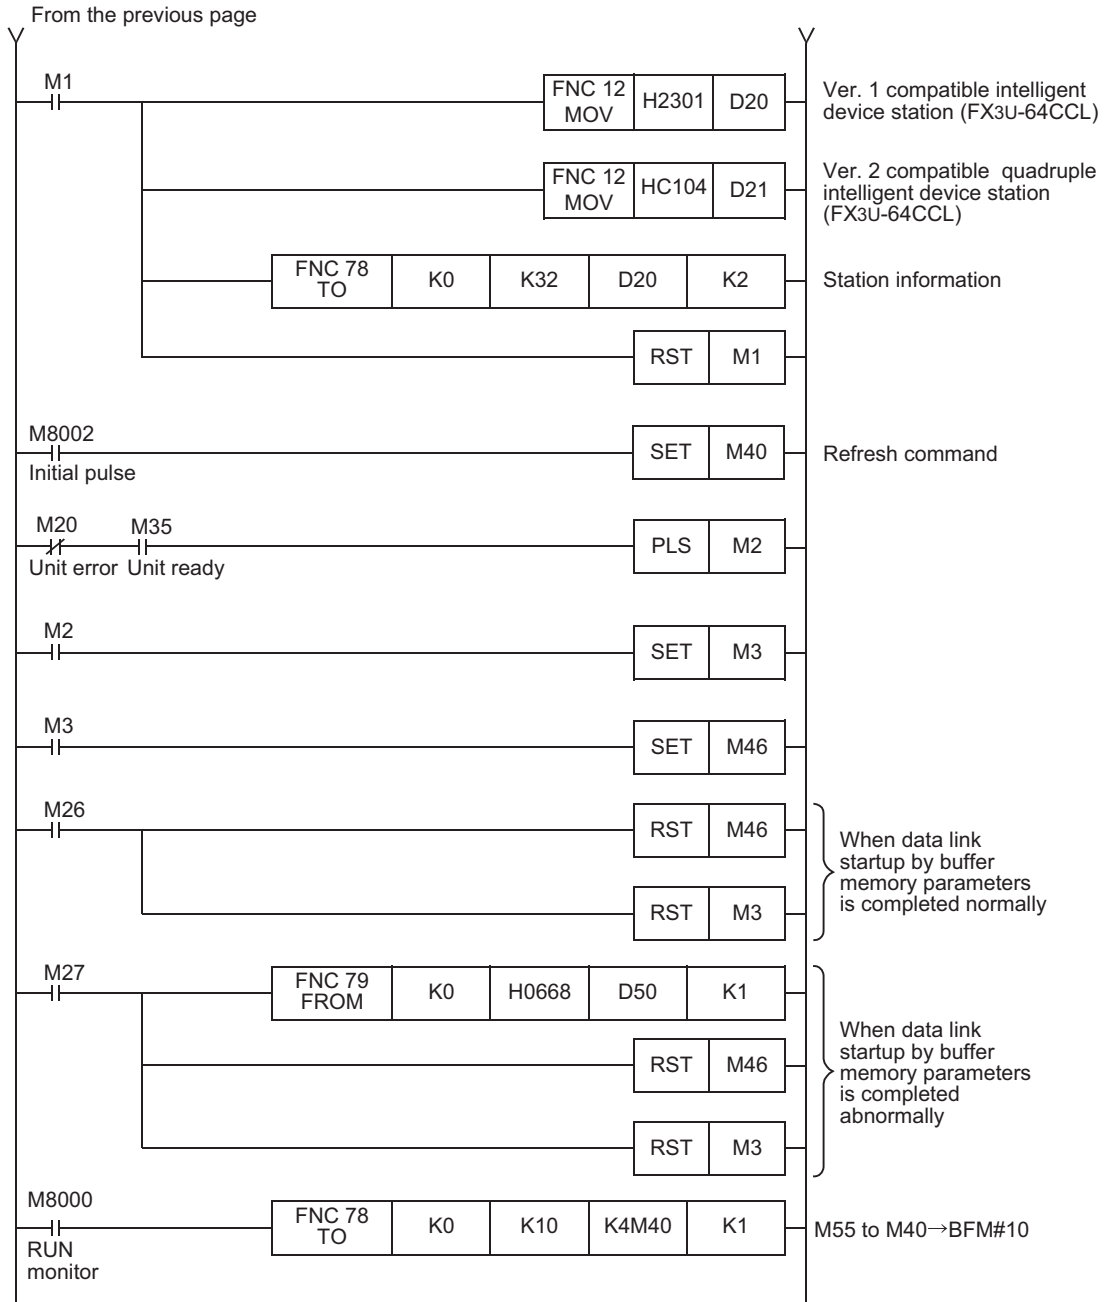 From the previous page
M1
FNC 12
MOV
H2301
D20
Ver. 1 compatible intelligent
device station (FX3U-64CCL)
FNC 12
MOV
HC104
D21
Ver. 2 compatible quadruple
intelligent device station
(FX3U-64CCL)
FNC 78
TO
K0
K32
D20
K2
Station information
RST
M1
M8002
Initial pulse
SET
M40
Refresh command
M20
Unit error
M35
Unit ready
PLS
M2
M2
SET
M3
M3
SET
M46
M26
RST
M46
RST
M3
When data link
startup by buffer
memory parameters
is completed normally
M27
FNC 79
FROM
K0
H0668
D50
K1
RST
M46
RST
M3
When data link
startup by buffer
memory parameters
is completed
abnormally
M8000
RUN
monitor
FNC 78
TO
K0
K10
K4M40
K1
M55 to M40→BFM#10